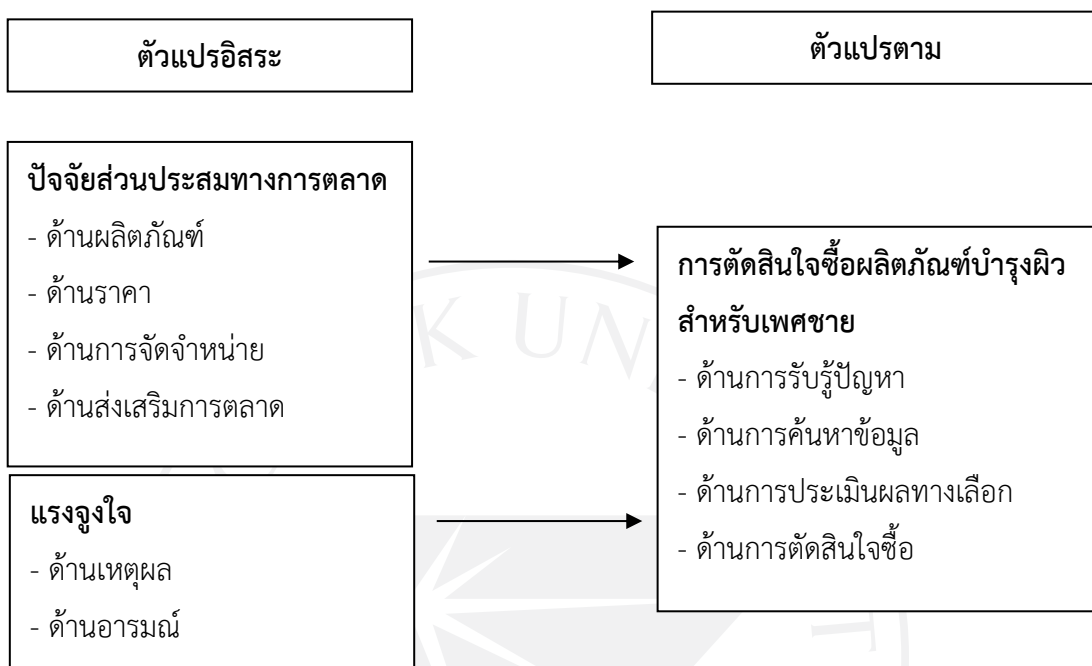 ตัวแปรอิสระ
ตัวแปรตาม
ปัจจัยส่วนประสมทางการตลาด
- ด้านผลิตภัณฑ์
- ด้านราคา
- ด้านการจัดจำหน่าย
- ด้านส่งเสริมการตลาด
แรงจูงใจ
- ด้านเหตุผล
- ด้านอารมณ์
การตัดสินใจซื้อผลิตภัณฑ์บำรุงผิว
สำหรับเพศชาย
- ด้านการรับรู้ปัญหา
- ด้านการค้นหาข้อมูล
- ด้านการประเมินผลทางเลือก
- ด้านการตัดสินใจซื้อ
K UN